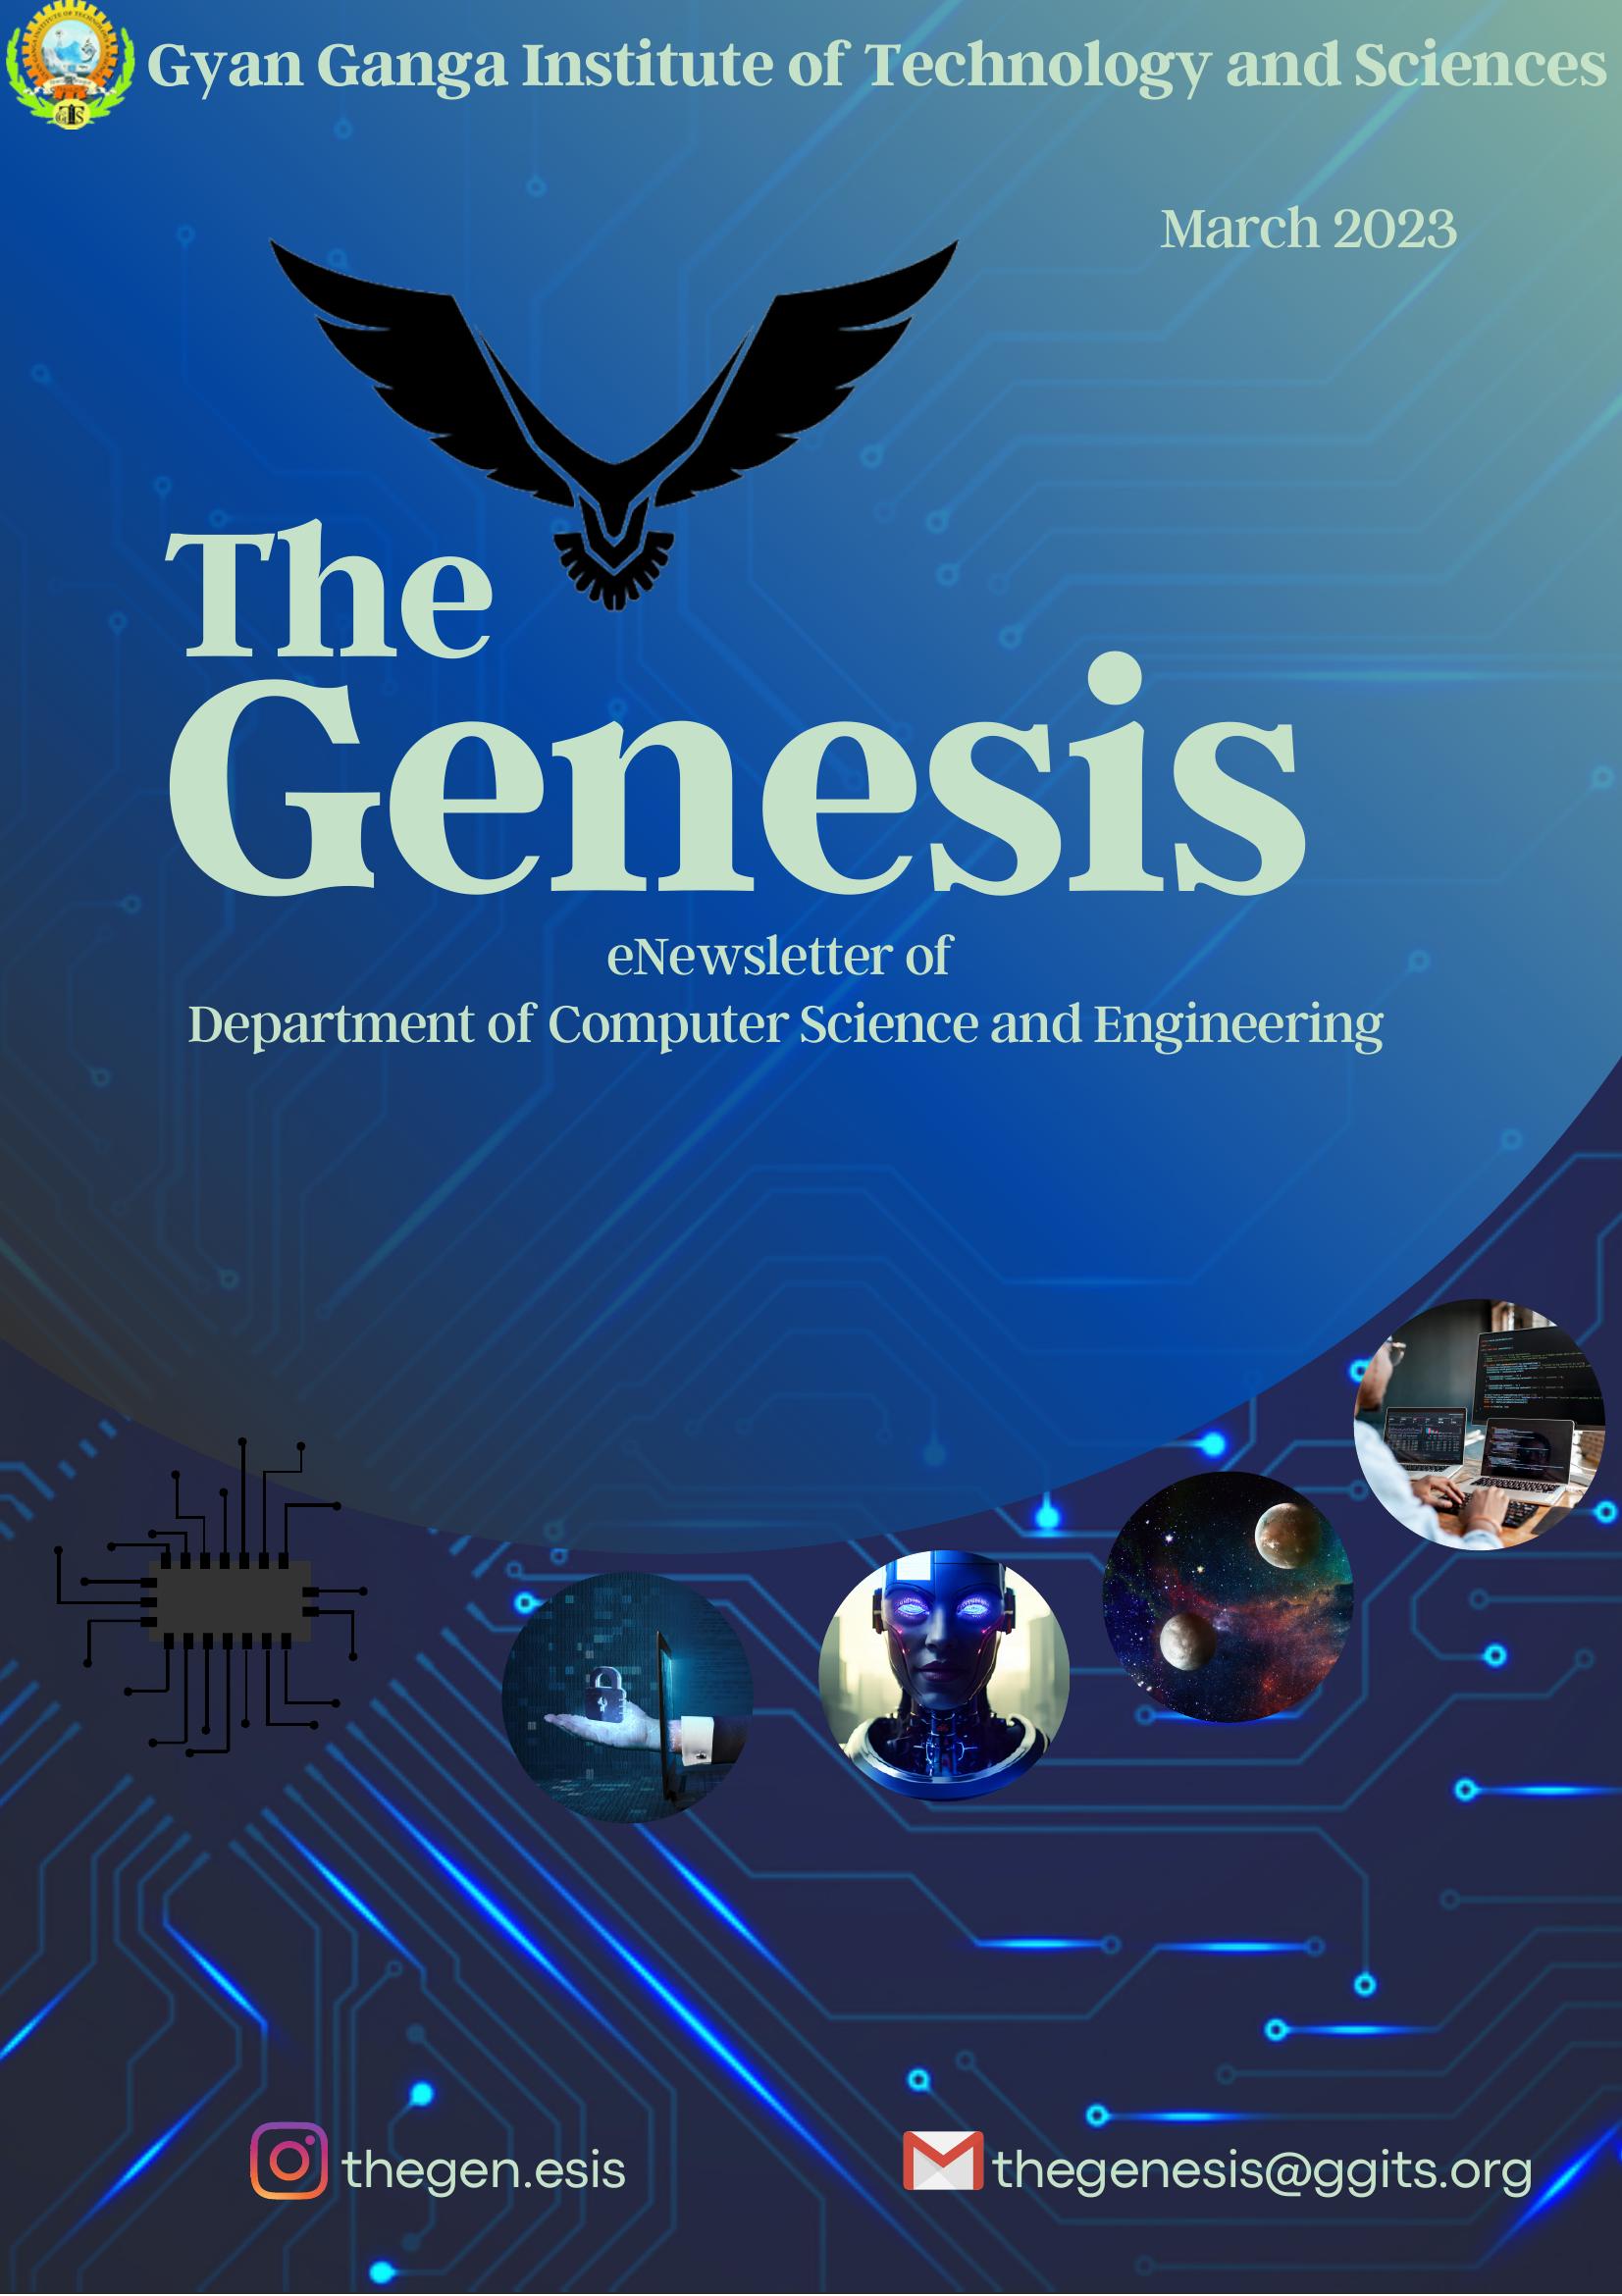 Gyan Ganga Institute of Technology and Sciences
March 2023
The
Genesis
eNewsletter of
Department of Computer Science and Engineering
thegen.esis
thegenesis@ggits.org